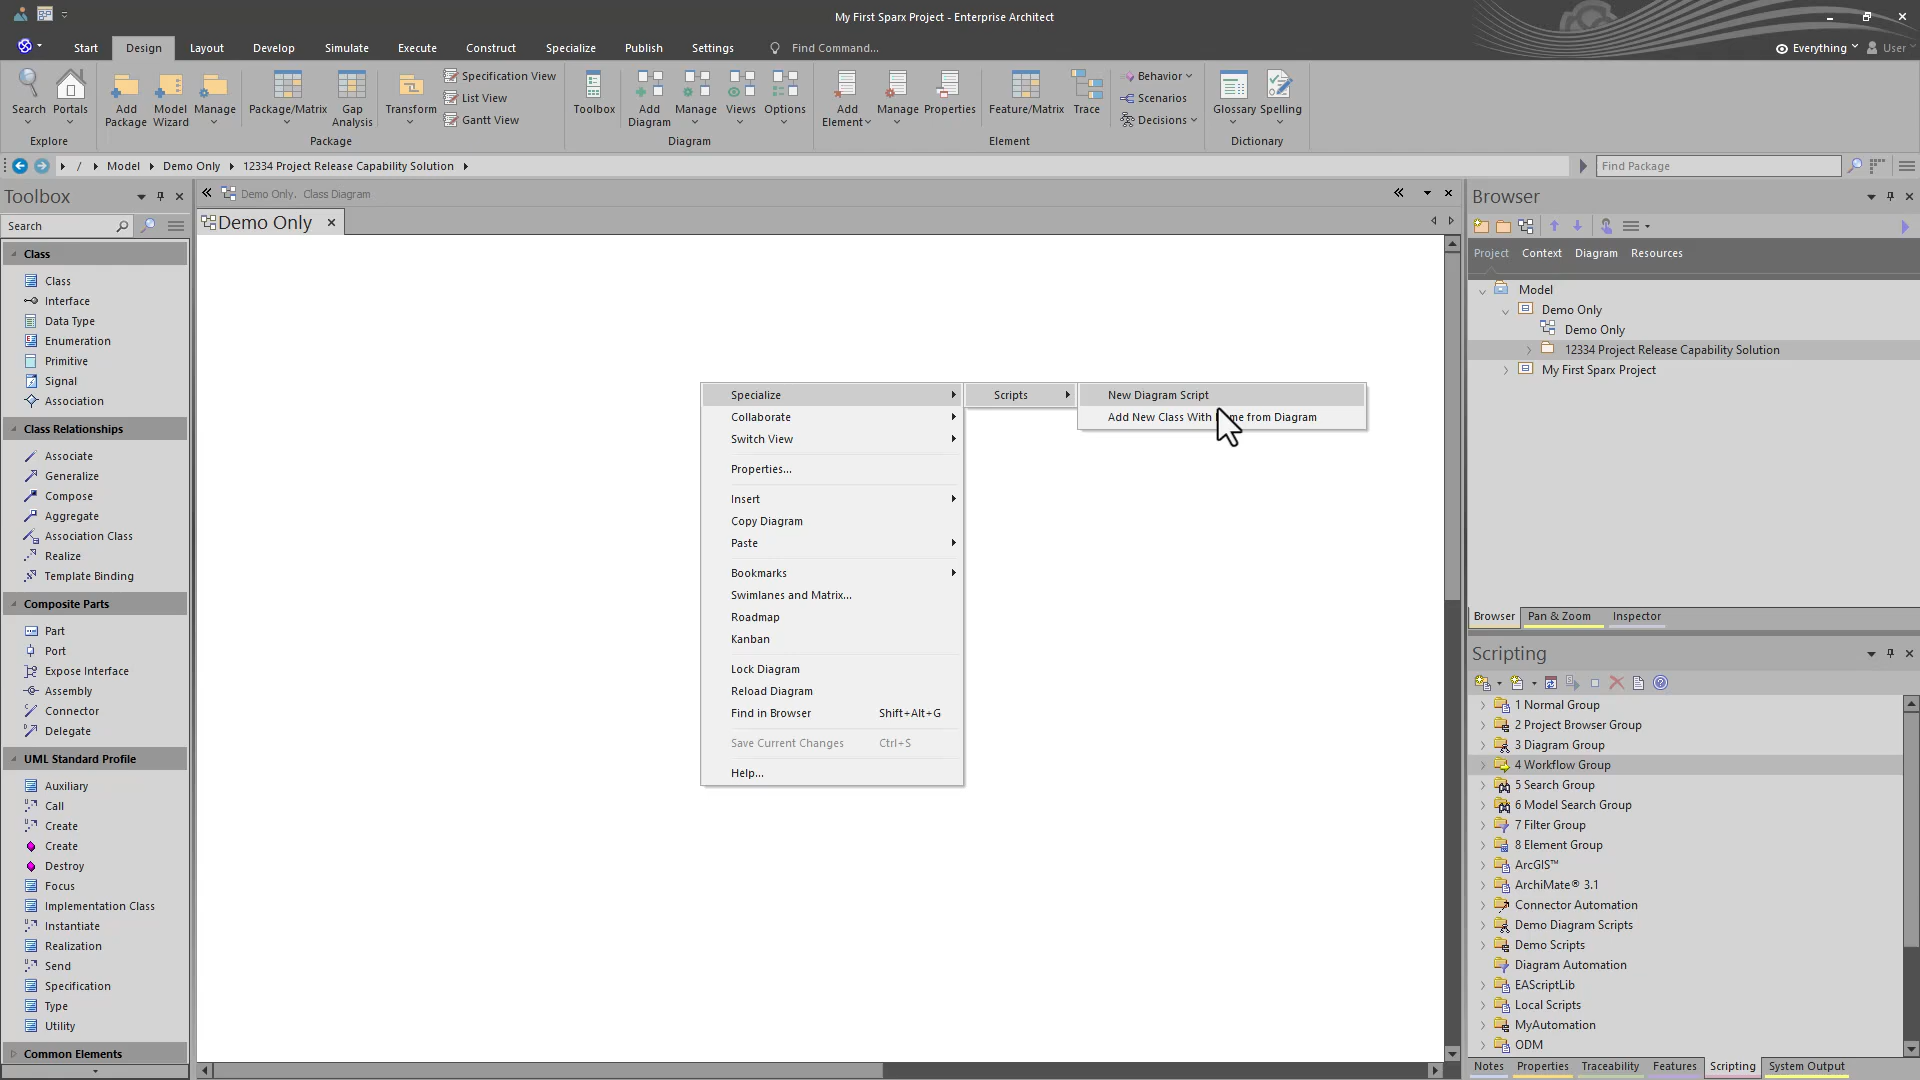 My First Sparx Project - Enterprise Architect
Start
Design
Layout
Develop
Simulate
Execute
Construct
Specialize
Publish
Settings
Find Command...
Everything
User
Search
Portals
Explore
Add Package
Model Wizard
Manage
Package/Matrix
Gap Analysis
Transform
Specification View
List View
Gantt View
Package
Toolbox
Add Diagram
Manage
Views
Options
Diagram
Add Element
Manage
Properties
Feature/Matrix
Trace
Behavior
Scenarios
Decisions
Element
Glossary
Spelling
Dictionary
/
Model
Demo Only
12334 Project Release Capability Solution
Find Package
Toolbox
Search
Class
Class
Interface
Data Type
Enumeration
Primitive
Signal
Association
Class Relationships
Associate
Generalize
Compose
Aggregate
Association Class
Realize
Template Binding
Composite Parts
Part
Port
Expose Interface
Assembly
Connector
Delegate
UML Standard Profile
Auxiliary
Call
Create
Create
Destroy
Focus
Implementation Class
Instantiate
Realization
Send
Specification
Type
Utility
Common Elements
Demo Only. Class Diagram
Demo Only
Specialize
Collaborate
Switch View
Properties...
Insert
Copy Diagram
Paste
Bookmarks
Swimlanes and Matrix...
Roadmap
Kanban
Lock Diagram
Reload Diagram
Find in Browser Shift+Alt+G
Save Current Changes Ctrl+S
Help...
Scripts
New Diagram Script
Add New Class With from Diagram
Browser
Project
Context
Diagram
Resources
Model
Demo Only
Demo Only
12334 Project Release Capability Solution
My First Sparx Project
Browser
Pan & Zoom
Inspector
Scripting
1 Normal Group
2 Project Browser Group
3 Diagram Group
4 Workflow Group
5 Search Group
6 Model Search Group
7 Filter Group
8 Element Group
ArcGIS™
ArchiMate® 3.1
Connector Automation
Demo Diagram Scripts
Demo Scripts
Diagram Automation
EAScriptLib
Local Scripts
MyAutomation
ODM
Notes
Properties
Traceability
Features
Scripting
System Output